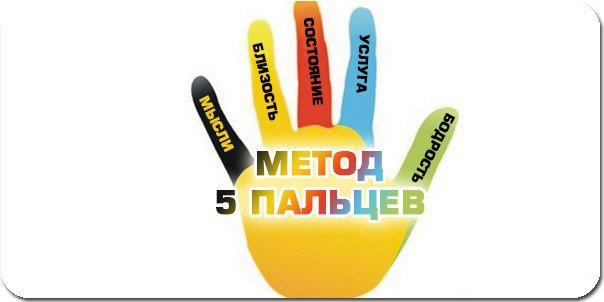 МЫСЛИ
БЛИЗОСТЬ
СОСТОЯНИЕ
УСЛУГА
БОДРОСТЬ
МЕТОД
5 ПАЛЬЦЕВ